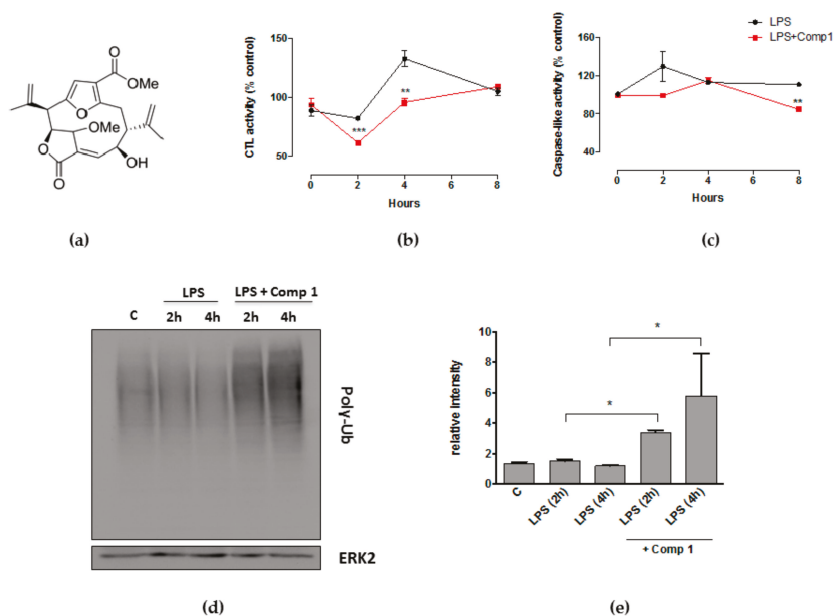 O
OMe
O
OMe
O
O
OH
(a)
CTL activity (% control)
150
100
50
***
**
0 2 4 6 8
Hours
(b)
LPS
LPS+Comp1
Caspase-like activity (% control)
160
120
80
40
**
0 2 4 6 8
Hours
(c)
LPS LPS + Comp 1
C 2h 4h 2h 4h
Poly-Ub
ERK2
(d)
relative intensity
10
8
6
4
2
0
*
*
C LPS (2h) LPS (4h) LPS (2h) LPS (4h)
+ Comp 1
(e)